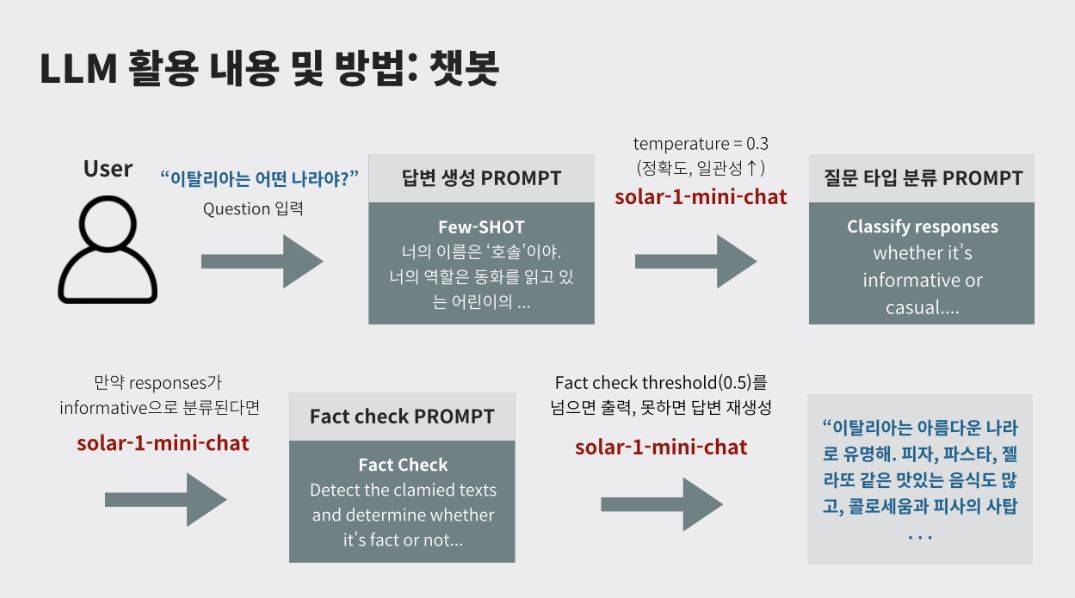 LLM 활용 내용 및 방법: 챗봇
User
“이탈리아는 어떤 나라야?”
Question 입력
답변 생성 PROMPT
Few-SHOT
너의 이름은 ‘호솔’이야.
너의 역할은 동화를 읽고 있
는 어린이의 ...
temperature = 0.3
(정확도, 일관성↑)
solar-1-mini-chat
질문 타입 분류 PROMPT
Classify responses
whether it’s
informative or
casual....
만약 responses가
informative으로 분류된다면
solar-1-mini-chat
Fact check PROMPT
Fact Check
Detect the clamied texts
and determine whether
it’s fact or not...
Fact check threshold(0.5)를
넘으면 출력, 못하면 답변 재생성
solar-1-mini-chat
“이탈리아는 아름다운 나라
로 유명해. 피자, 파스타, 젤
라또 같은 맛있는 음식도 많
고, 콜로세움과 피사의 사탑
...